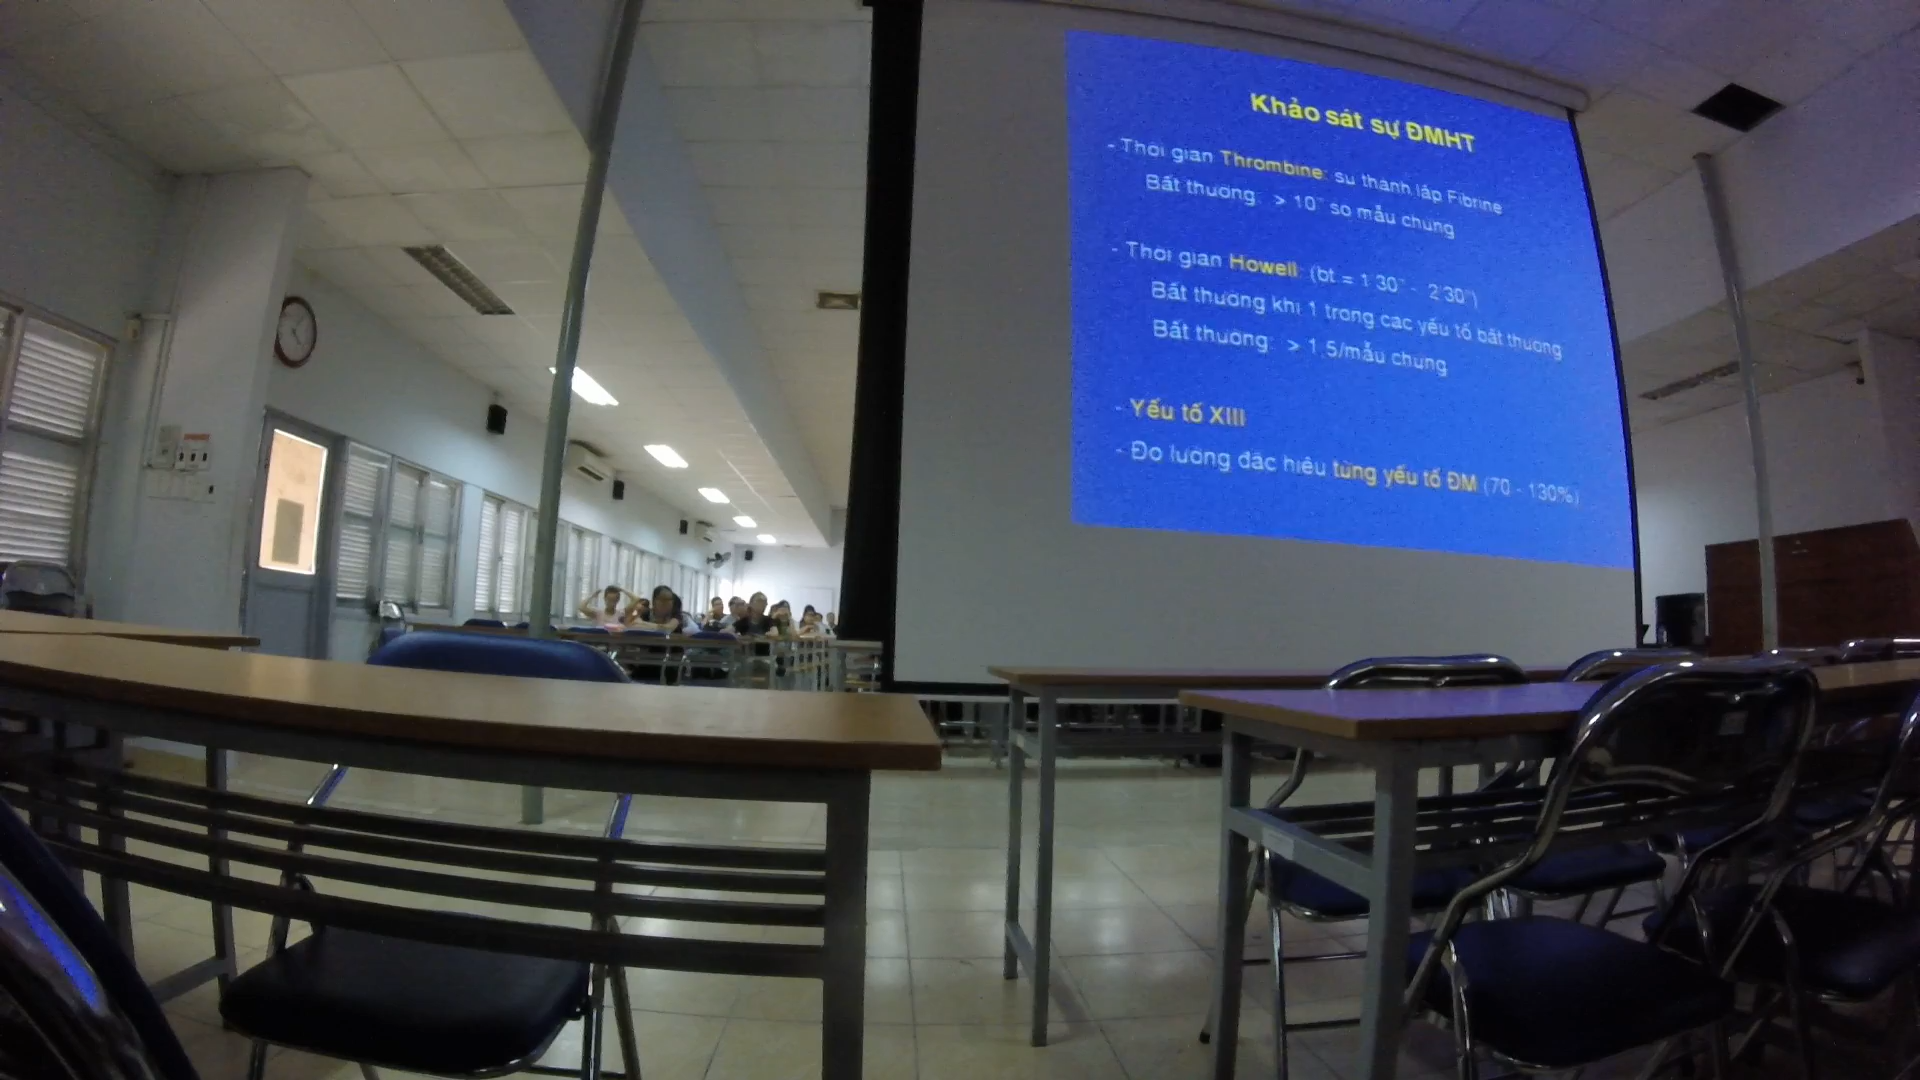 Khảo sát sự ĐMHT
- Thời gian Thrombine: sự thành lập Fibrine
Bất thường: > 10" so mẫu chứng
- Thời gian Howell: (bt = 1'30" - 2'30")
Bất thường khi 1 trong các yếu tố bất thường
Bất thường: > 1,5/mẫu chứng
- Yếu tố XIII
- Đo lường đặc hiệu từng yếu tố ĐM (70 - 130%)